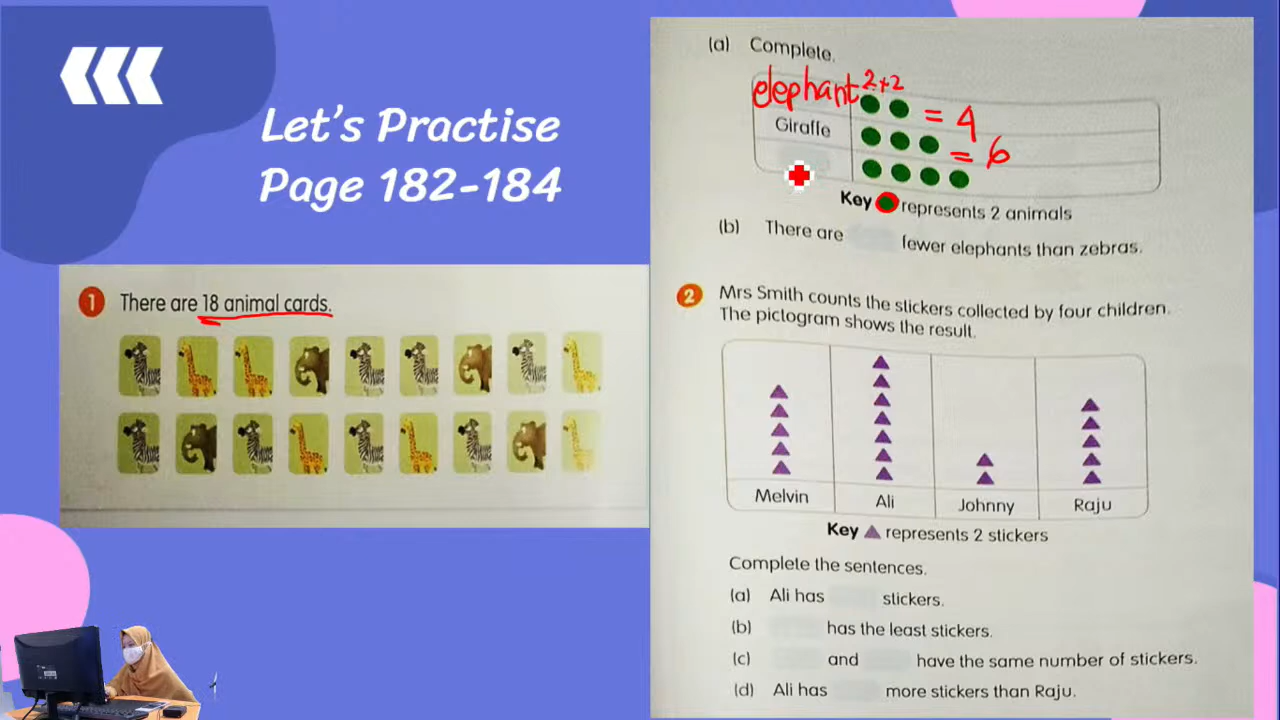 Let's Practise
Page 182-184
1 There are 18 animal cards.
(a) Complete.
elephant 2+2 = 4
Giraffe = 6
Key represents 2 animals
(b) There are fewer elephants than zebras.
2 Mrs Smith counts the stickers collected by four children.
The pictogram shows the result.
Melvin Ali Johnny Raju
Key represents 2 stickers
Complete the sentences.
(a) Ali has stickers.
(b) has the least stickers.
(c) and have the same number of stickers.
(d) Ali has more stickers than Raju.